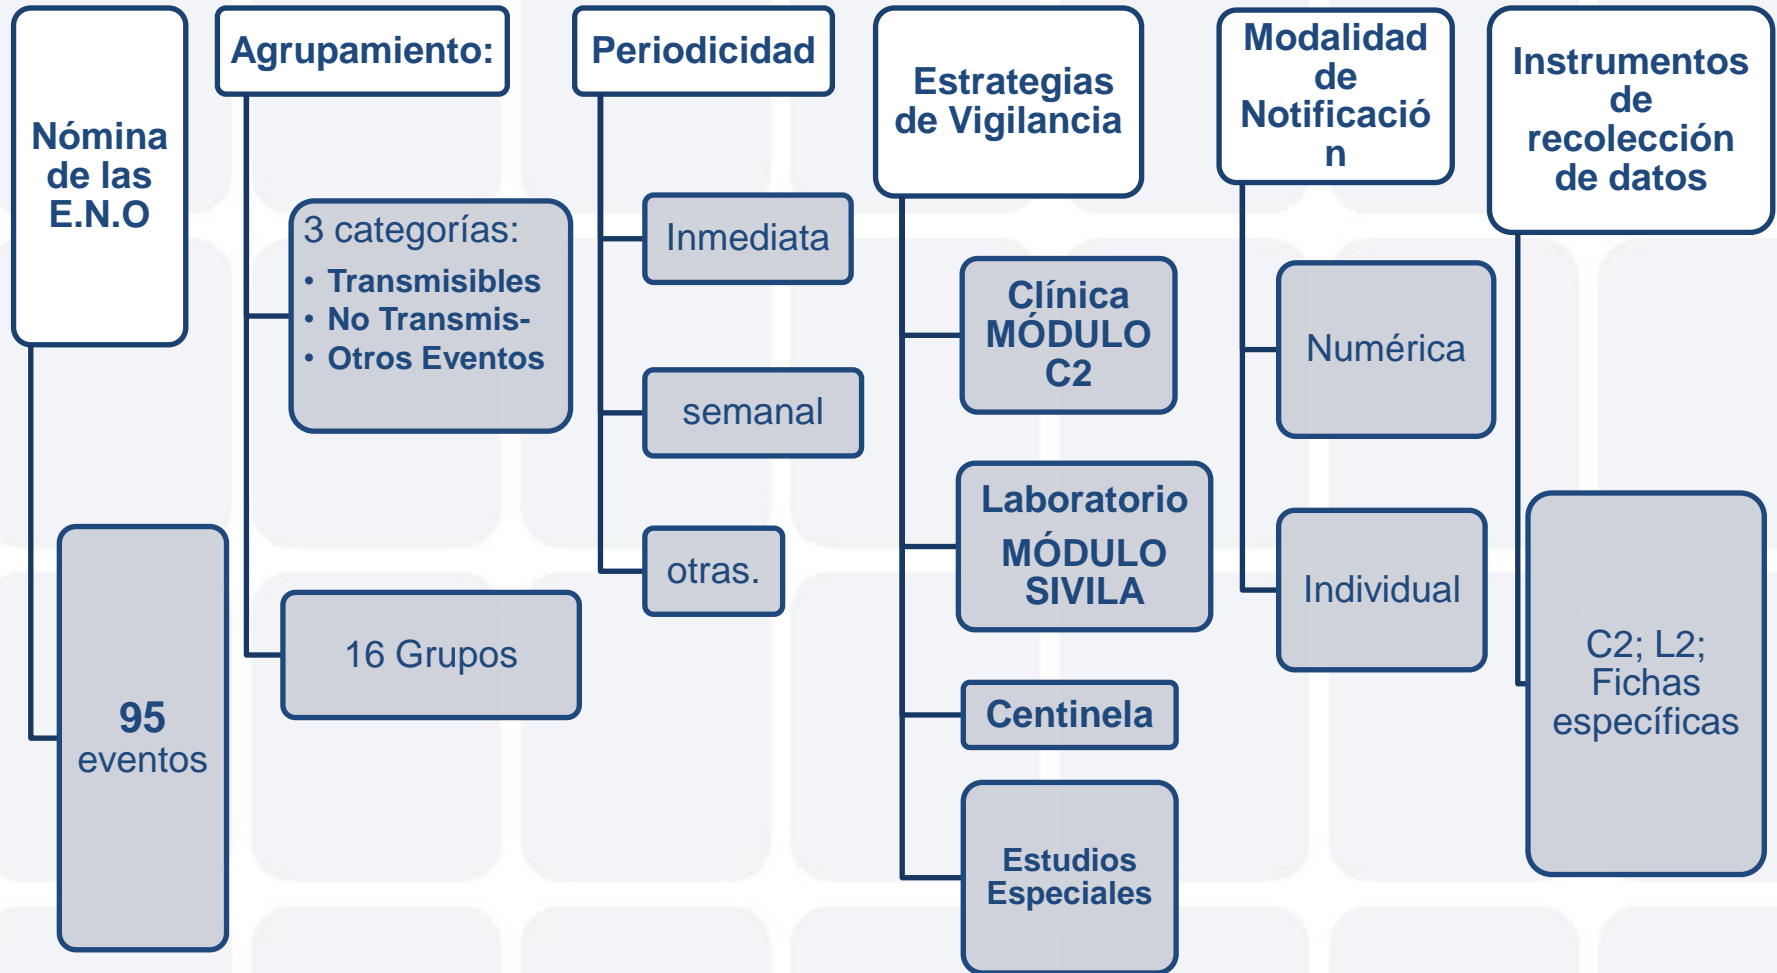 Nómina
de las
E.N.O
95
eventos
Agrupamiento:
3 categorías:
• Transmisibles
• No Transmis-
• Otros Eventos
16 Grupos
Periodicidad
Inmediata
semanal
otras.
Estrategias
de Vigilancia
Clínica
MÓDULO
C2
Laboratorio
MÓDULO
SIVILA
Centinela
Estudios
Especiales
Modalidad
de
Notificació
n
Numérica
Individual
Instrumentos
de
recolección
de datos
C2; L2;
Fichas
específicas